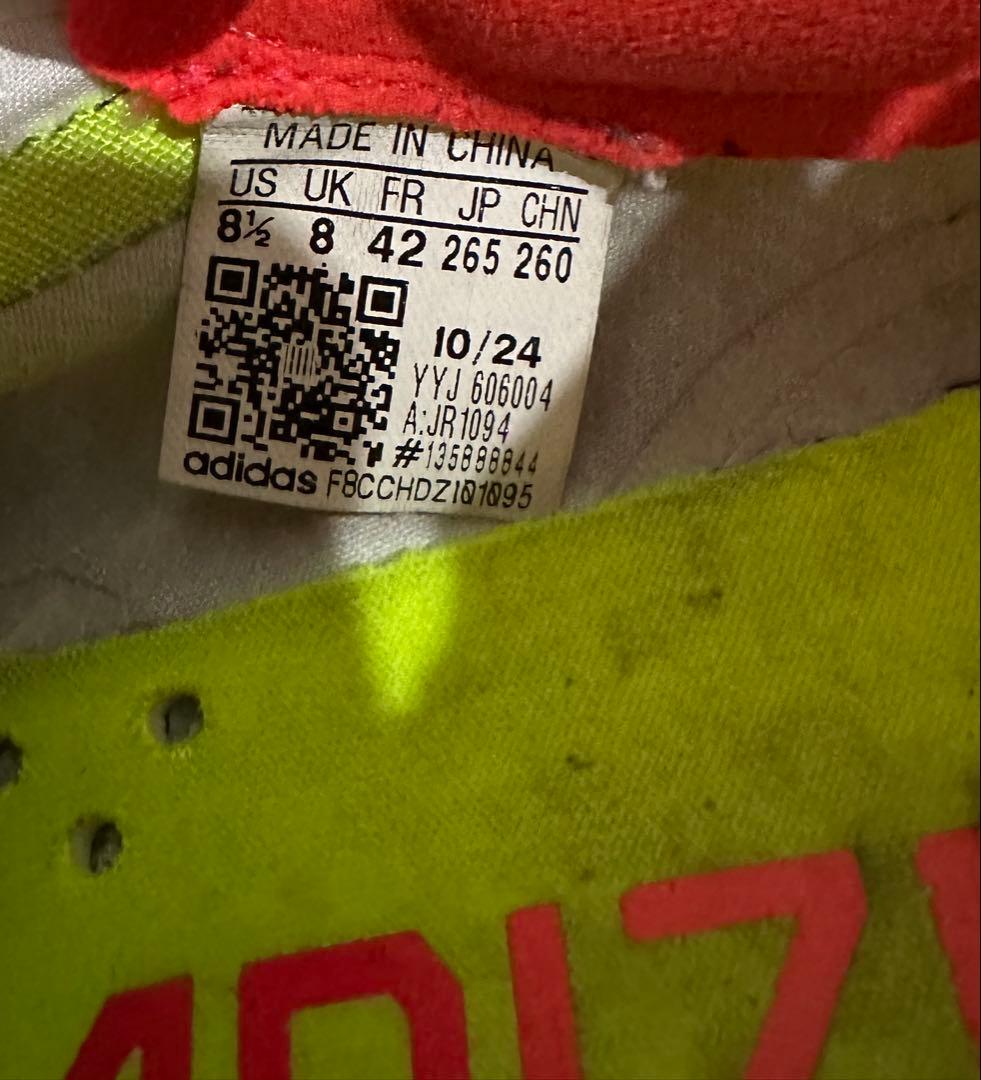 MADE IN CHINA
US UK FR JP CHN
8½ 8 42 265 260
10/24
YYJ 606004
A:JR1094
#135888844
adidas F8CCHDZI01095
ADIZ